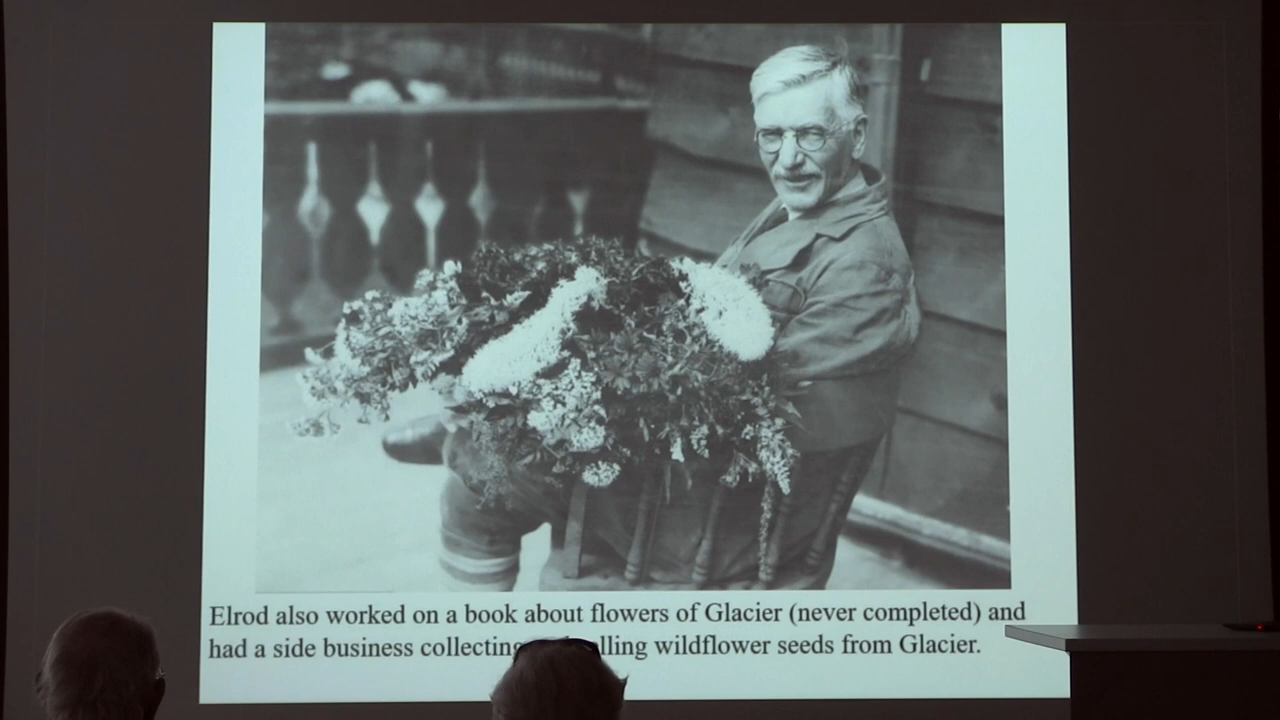 Elrod also worked on a book about flowers of Glacier (never completed) and
had a side business collecting lling wildflower seeds from Glacier.